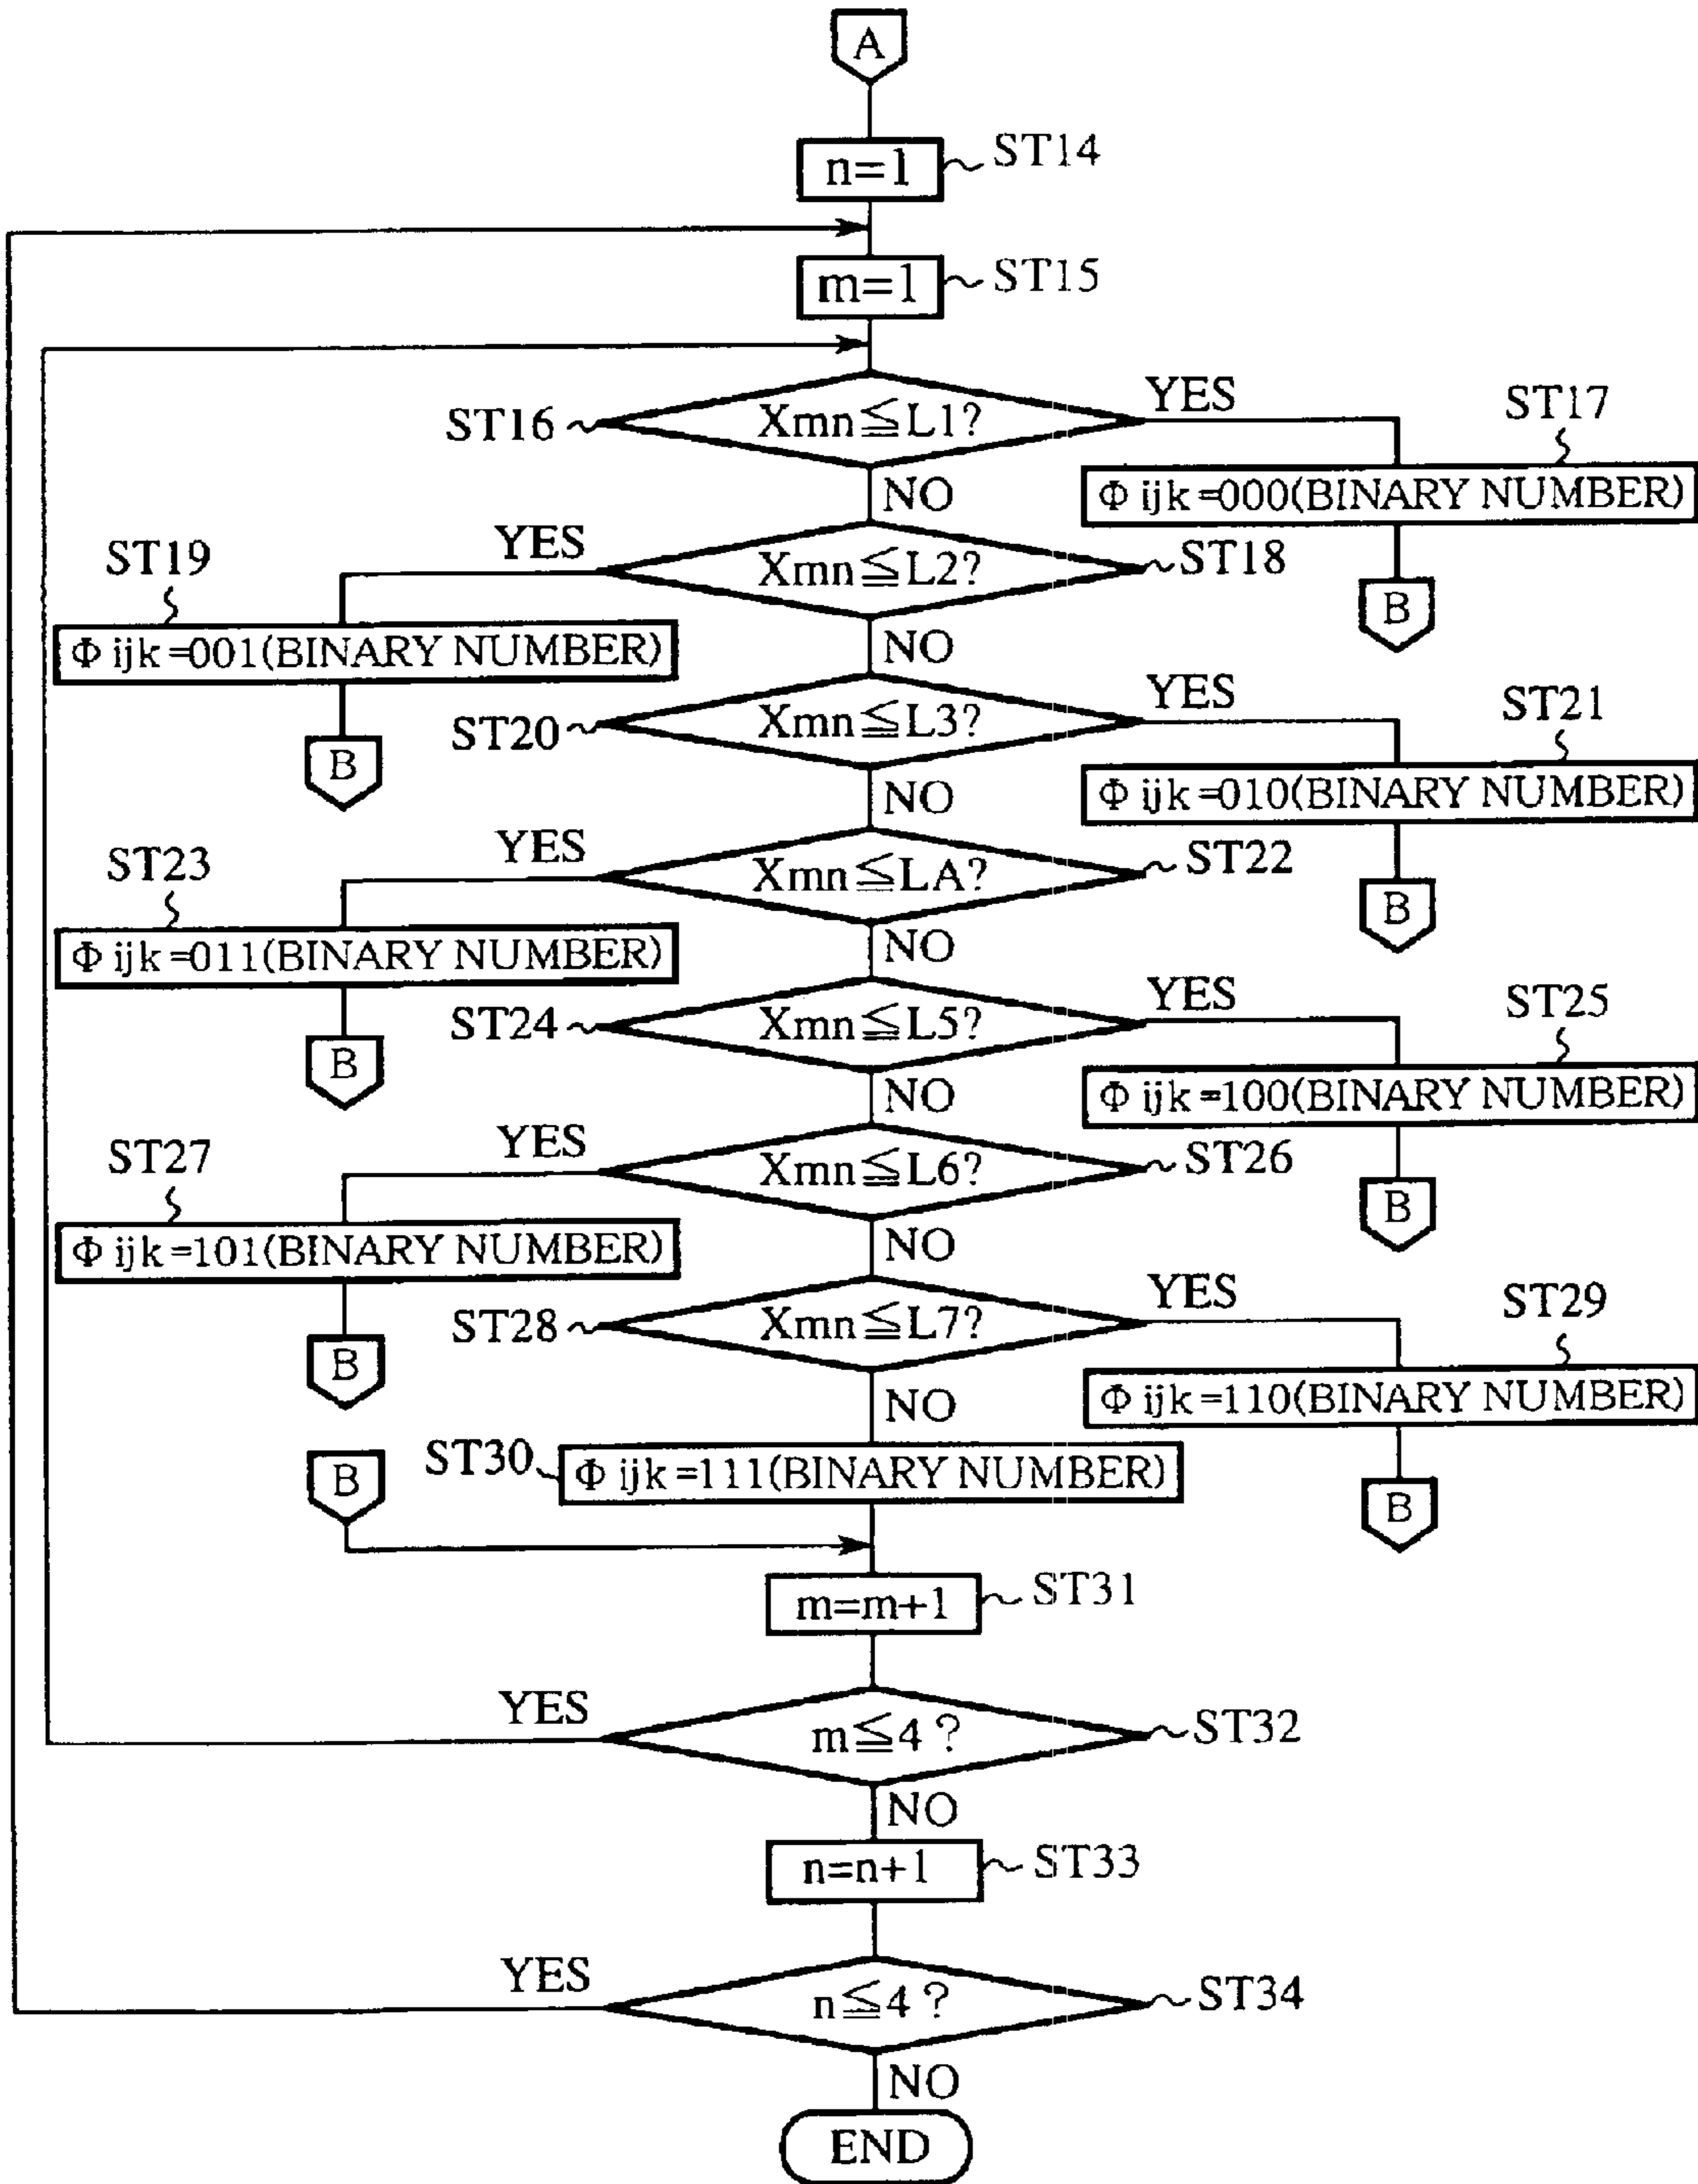 A
n=1 ST14
m=1 ST15
ST16 Xmn≦L1? YES ST17
Φ ijk=000(BINARY NUMBER)
NO
B
ST19 YES Xmn≦L2? ST18
Φ ijk=001(BINARY NUMBER)
NO
B
ST20 Xmn≦L3? YES ST21
Φ ijk=010(BINARY NUMBER)
NO
B
ST23 YES Xmn≦LA? ST22
Φ ijk=011(BINARY NUMBER)
NO
B
ST24 Xmn≦L5? YES ST25
Φ ijk=100(BINARY NUMBER)
NO
B
ST27 YES Xmn≦L6? ST26
Φ ijk=101(BINARY NUMBER)
NO
B
ST28 Xmn≦L7? YES ST29
Φ ijk=110(BINARY NUMBER)
NO
B
B ST30 Φ ijk=111(BINARY NUMBER)
m=m+1 ST31
YES m≦4 ? ST32
NO
n=n+1 ST33
YES n≦4 ? ST34
NO
END